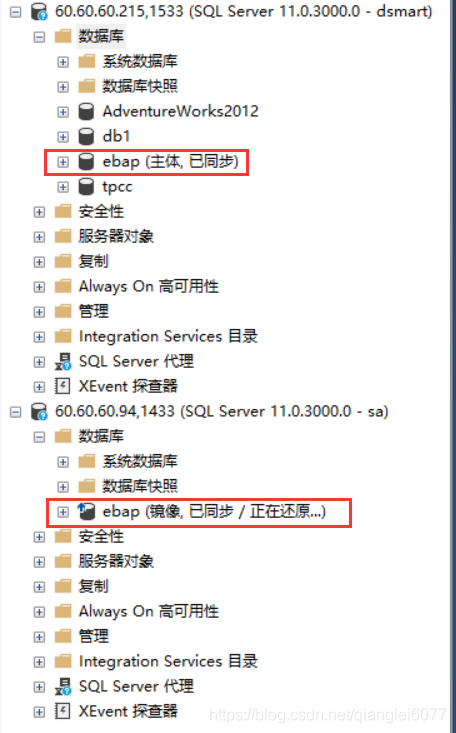 60.60.60.215,1533 (SQL Server 11.0.3000.0 - dsmart)
数据库
系统数据库
数据库快照
AdventureWorks2012
db1
ebap (主体, 已同步)
tpcc
安全性
服务器对象
复制
Always On 高可用性
管理
Integration Services 目录
SQL Server 代理
XEvent 探查器
60.60.60.94,1433 (SQL Server 11.0.3000.0 - sa)
数据库
系统数据库
数据库快照
ebap (镜像, 已同步 / 正在还原...)
安全性
服务器对象
复制
Always On 高可用性
管理
Integration Services 目录
SQL Server 代理
XEvent 探查器
https://blog.csdn.net/qianglei6077